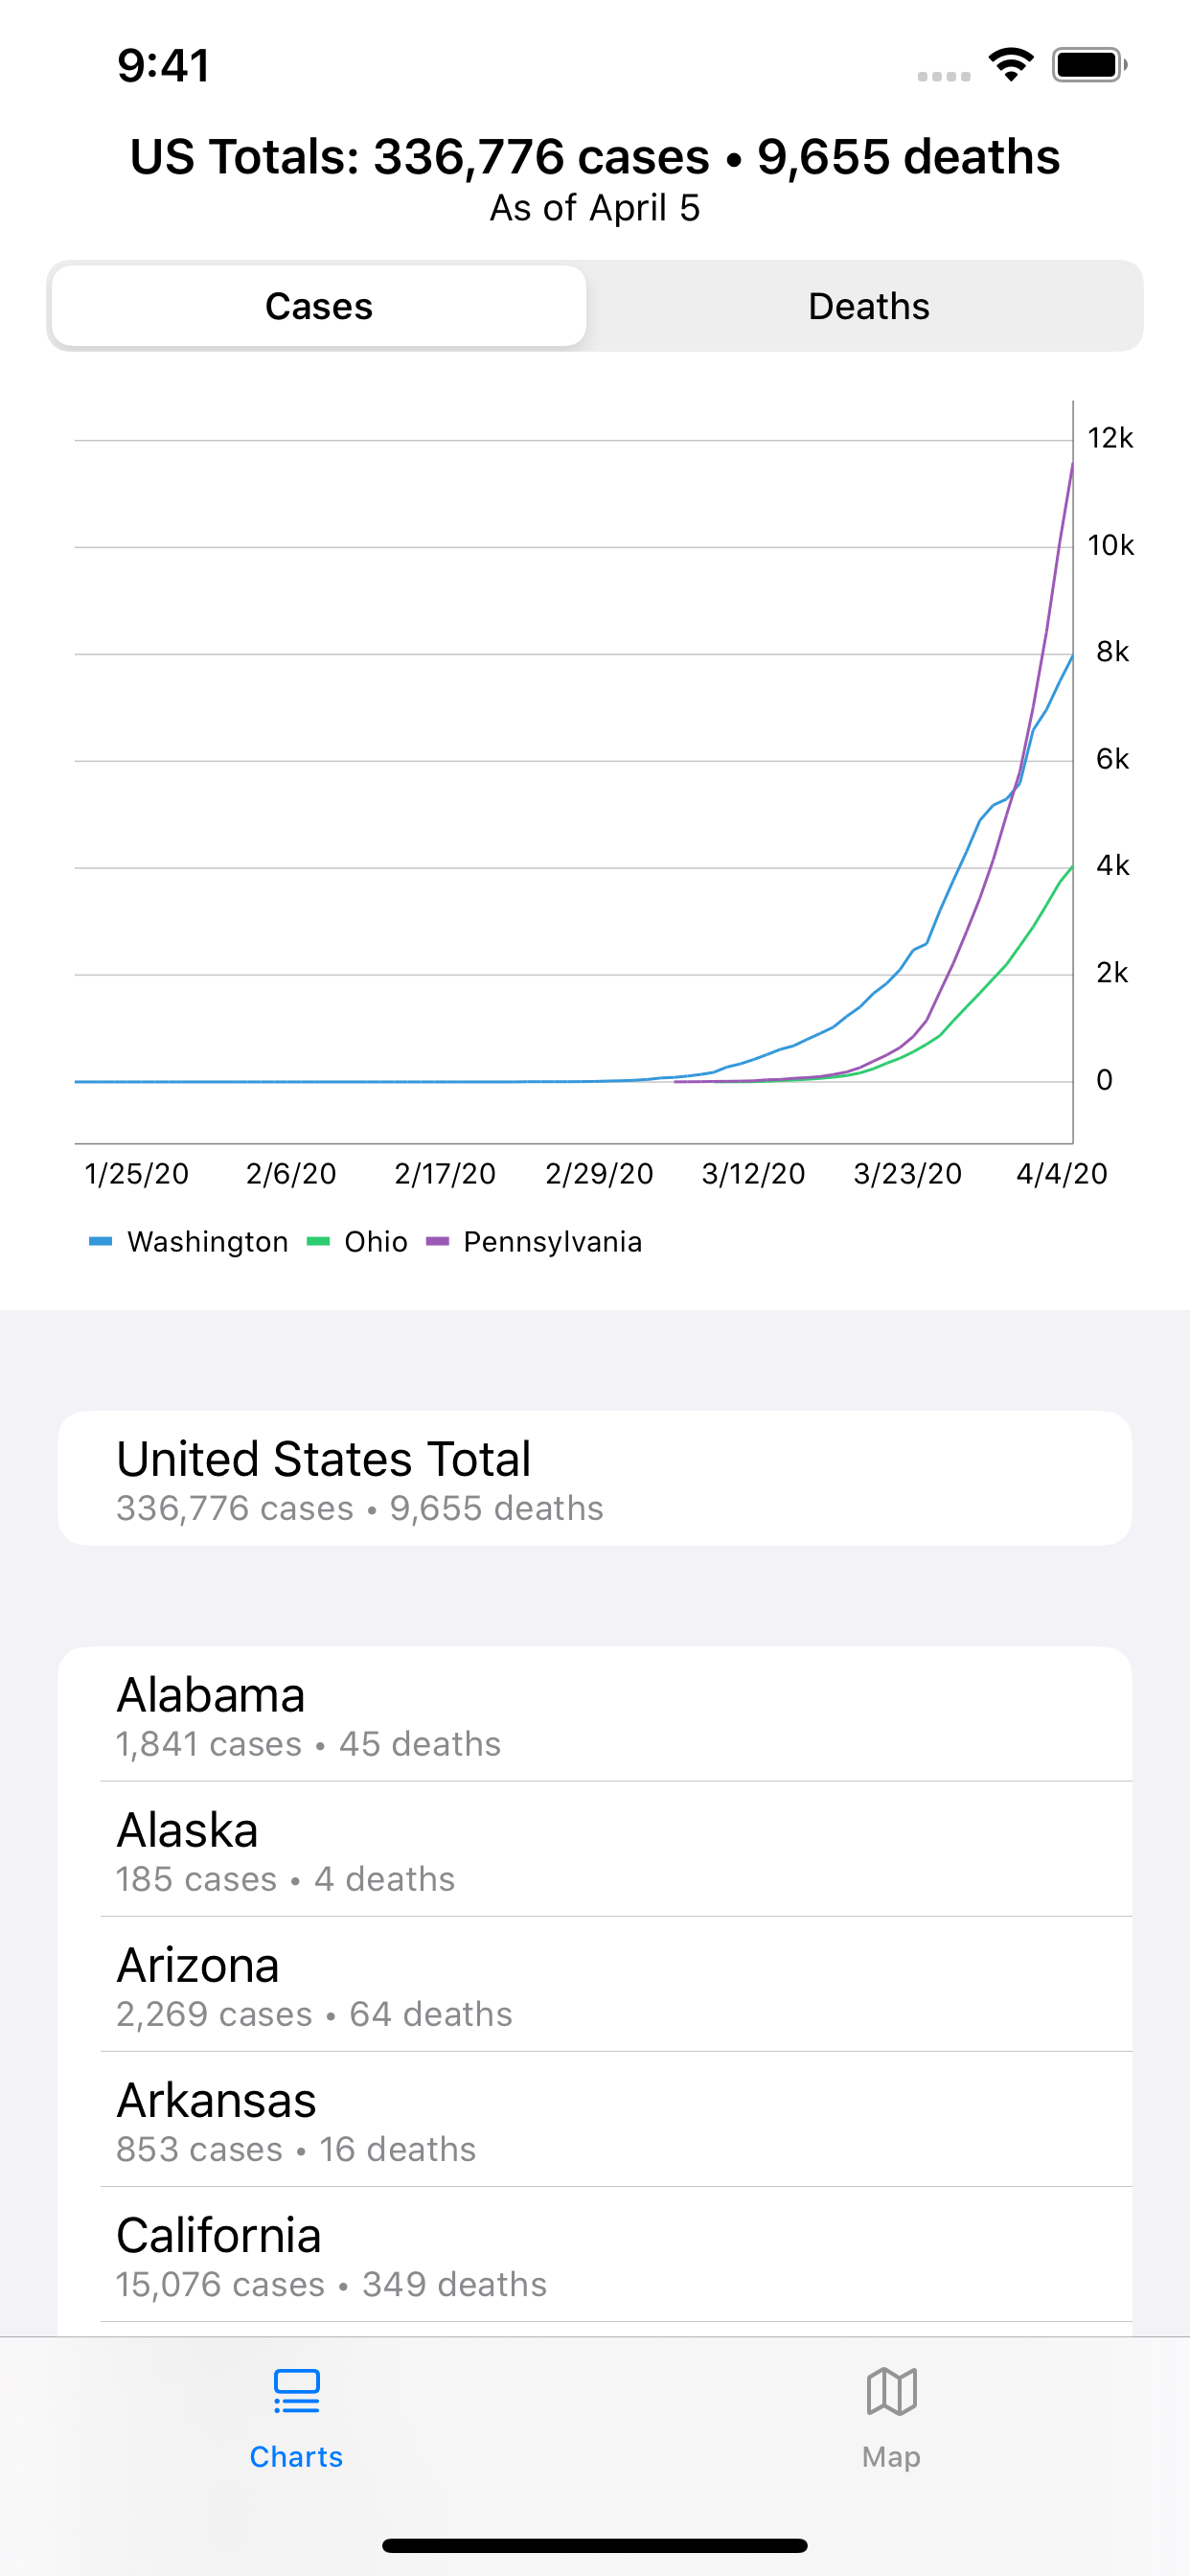 9:41
US Totals: 336,776 cases • 9,655 deaths
As of April 5
Cases Deaths
12k
10k
8k
6k
4k
2k
0
1/25/20 2/6/20 2/17/20 2/29/20 3/12/20 3/23/20 4/4/20
Washington Ohio Pennsylvania
United States Total
336,776 cases • 9,655 deaths
Alabama
1,841 cases • 45 deaths
Alaska
185 cases • 4 deaths
Arizona
2,269 cases • 64 deaths
Arkansas
853 cases • 16 deaths
California
15,076 cases • 349 deaths
Charts Map